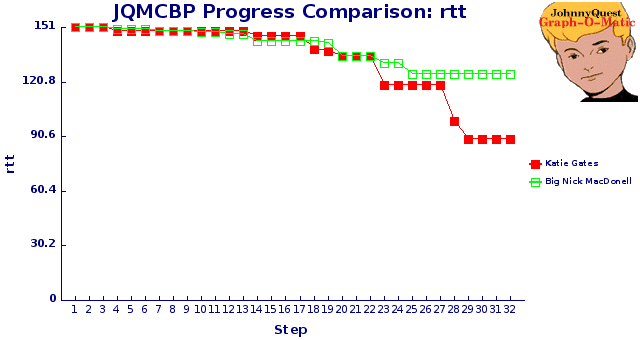 JQMCBP Progress Comparison: rtt
JohnnyQuest
Graph-O-Matic
151
120.8
90.6
60.4
30.2
0
rtt
1 2 3 4 5 6 7 8 9 10 11 12 13 14 15 16 17 18 19 20 21 22 23 24 25 26 27 28 29 30 31 32
Step
Katie Gates
Big Nick MacDonell